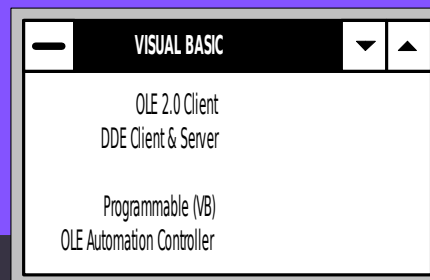 VISUAL BASIC
OLE 2.0 Client
DDE Client & Server
Programmable (VB)
OLE Automation Controller